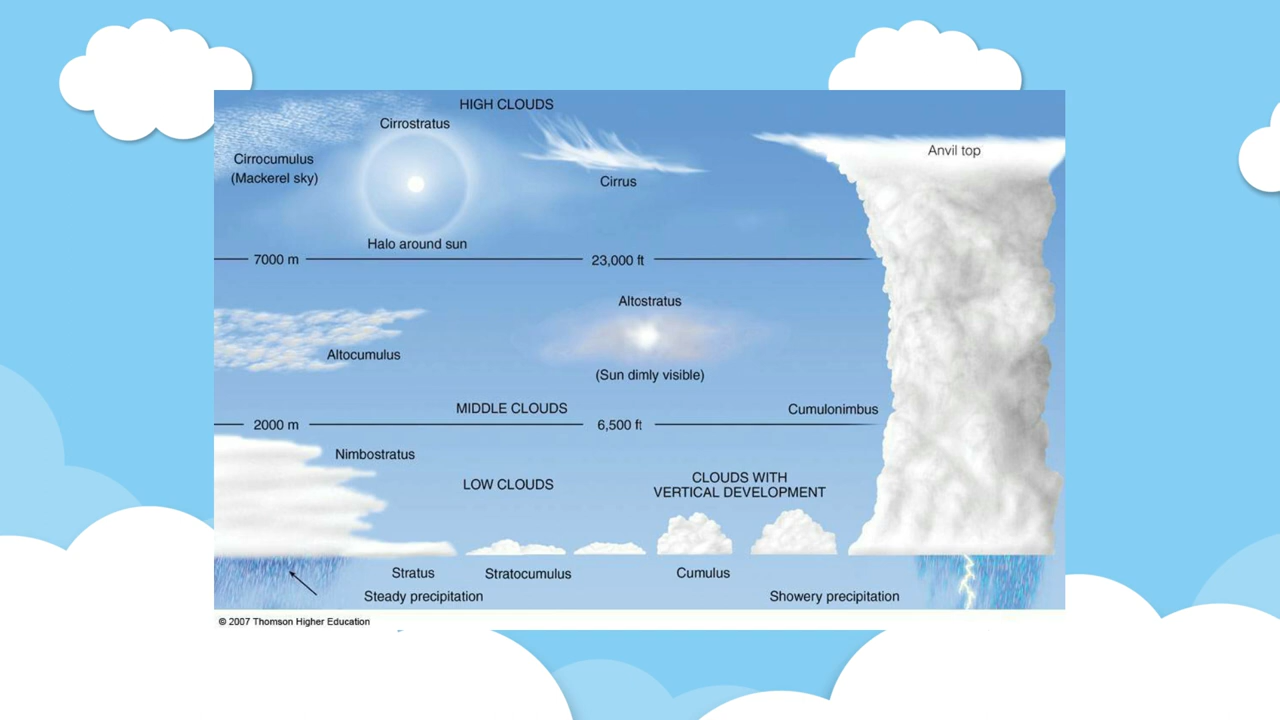 HIGH CLOUDS
Cirrostratus
Cirrocumulus
(Mackerel sky)
Cirrus
Anvil top
Halo around sun
7000 m
23,000 ft
Altostratus
Altocumulus
(Sun dimly visible)
MIDDLE CLOUDS
Cumulonimbus
2000 m
6,500 ft
Nimbostratus
LOW CLOUDS
CLOUDS WITH
VERTICAL DEVELOPMENT
Stratus
Stratocumulus
Cumulus
Steady precipitation
Showery precipitation
© 2007 Thomson Higher Education